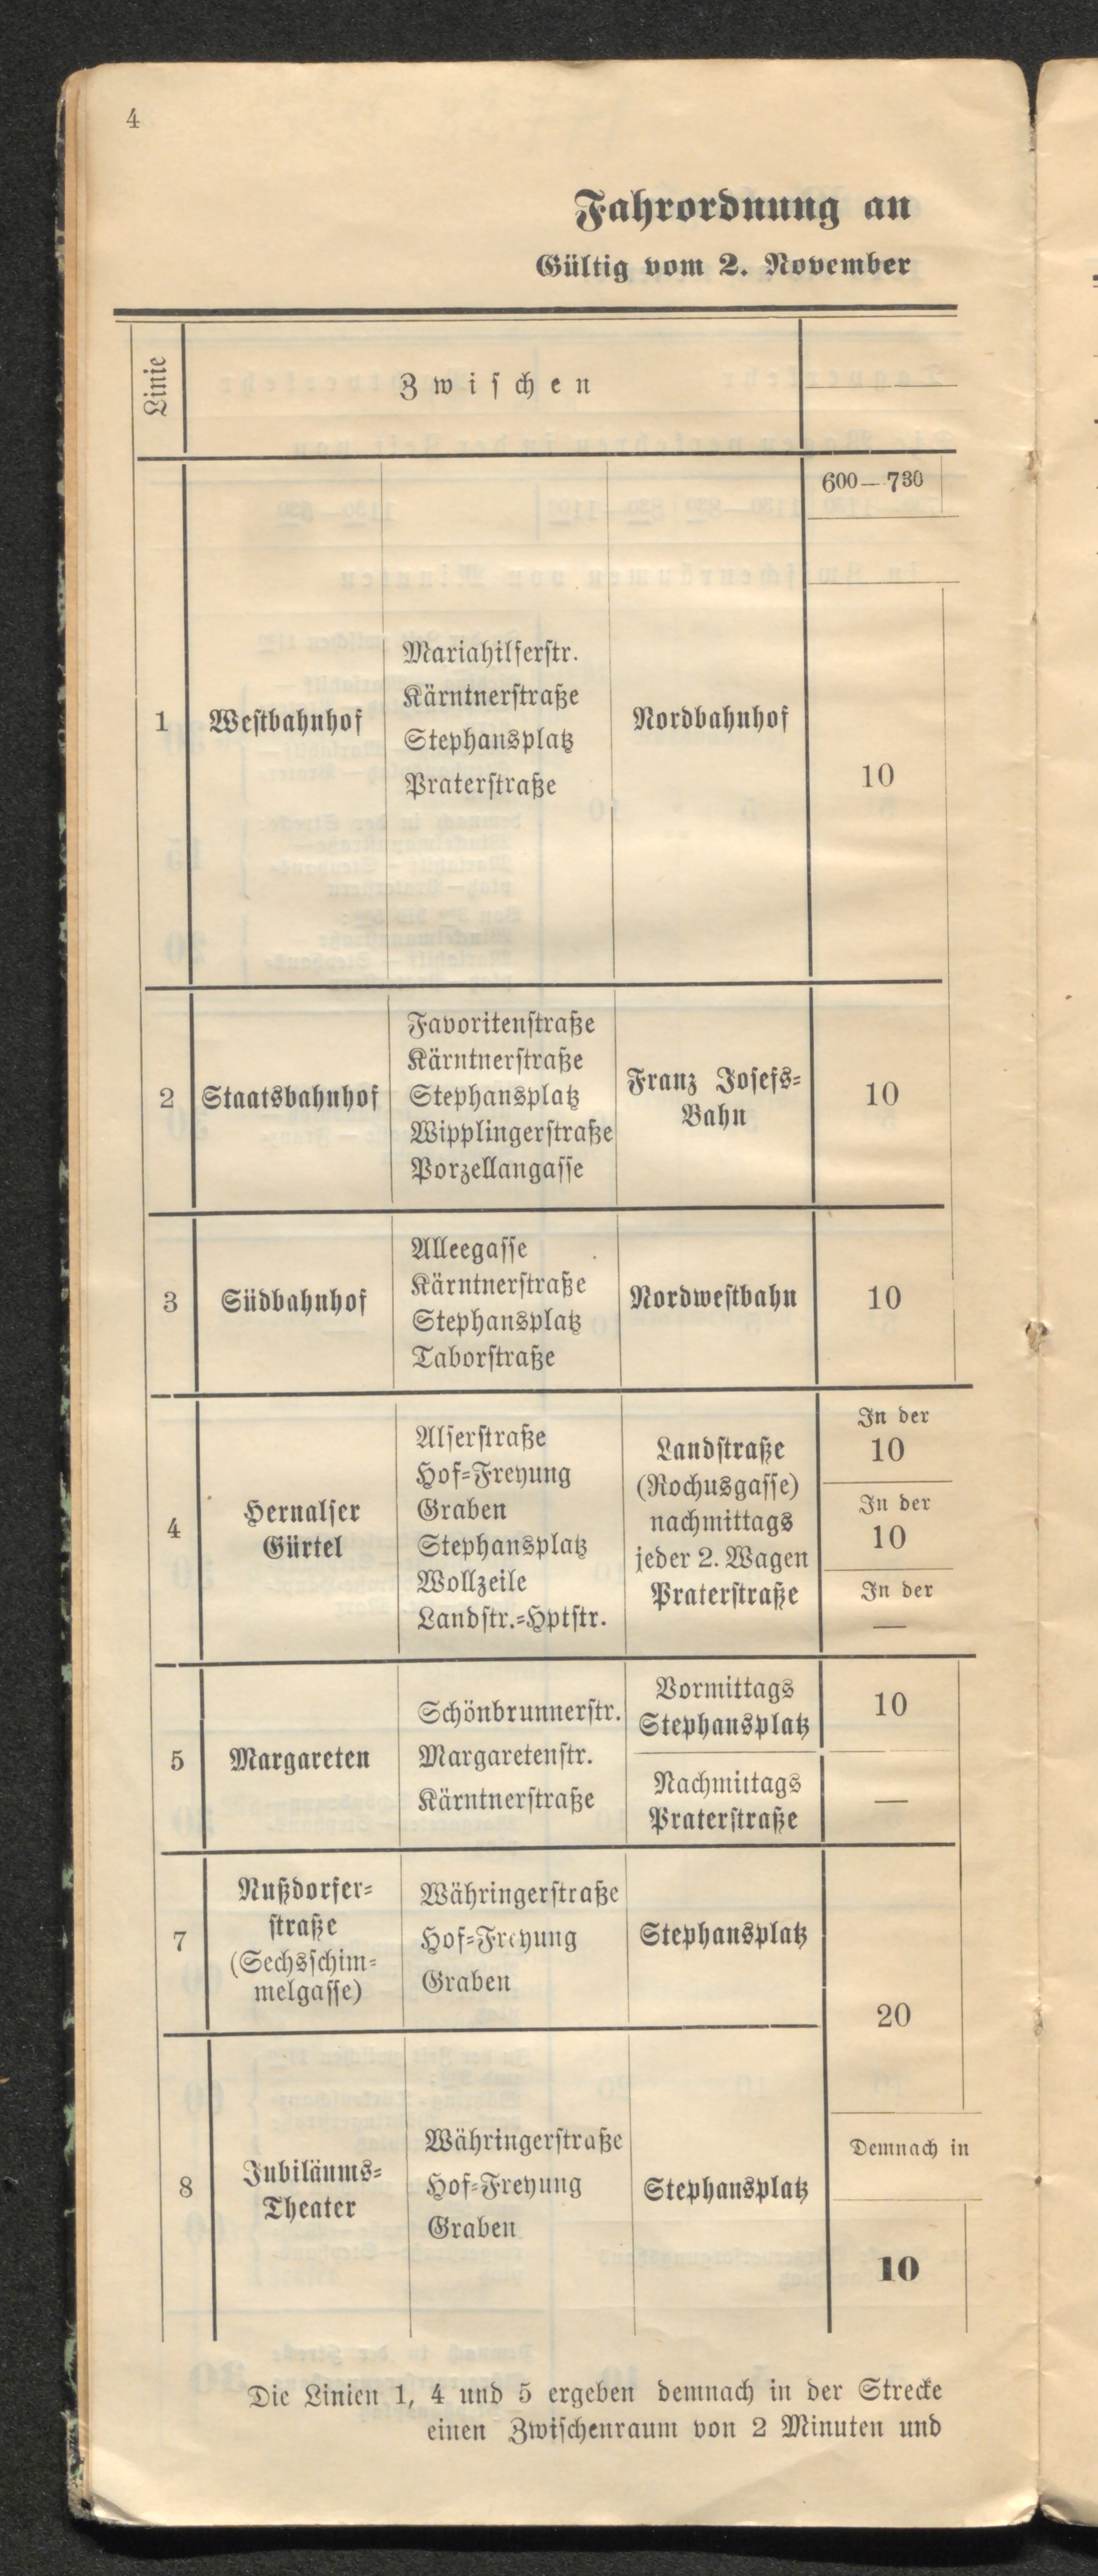 4
Fahrordnung an
Gültig vom 2. November
Linie
Zwischen
600—730
1
Westbahnhof
Mariahilferstr.
Kärntnerstraße
Stephansplatz
Praterstraße
Nordbahnhof
10
2
Staatsbahnhof
Favoritenstraße
Kärntnerstraße
Stephansplatz
Wipplingerstraße
Porzellangasse
Franz Josefs-
Bahn
10
3
Südbahnhof
Alleegasse
Kärntnerstraße
Stephansplatz
Taborstraße
Nordwestbahn
10
4
Hernalser
Gürtel
Alserstraße
Hof-Freyung
Graben
Stephansplatz
Wollzeile
Landstr.-Hptstr.
Landstraße
(Rochusgasse)
nachmittags
jeder 2. Wagen
Praterstraße
In der
10
In der
10
In der
—
5
Margareten
Schönbrunnerstr.
Margaretenstr.
Kärntnerstraße
Vormittags
Stephansplatz
10
Nachmittags
Praterstraße
—
7
Nußdorfer-
straße
(Sechsschim-
melgasse)
Währingerstraße
Hof-Freyung
Graben
Stephansplatz
20
8
Jubiläums-
Theater
Währingerstraße
Hof-Freyung
Graben
Stephansplatz
Demnach in
10
Die Linien 1, 4 und 5 ergeben demnach in der Strecke
einen Zwischenraum von 2 Minuten und